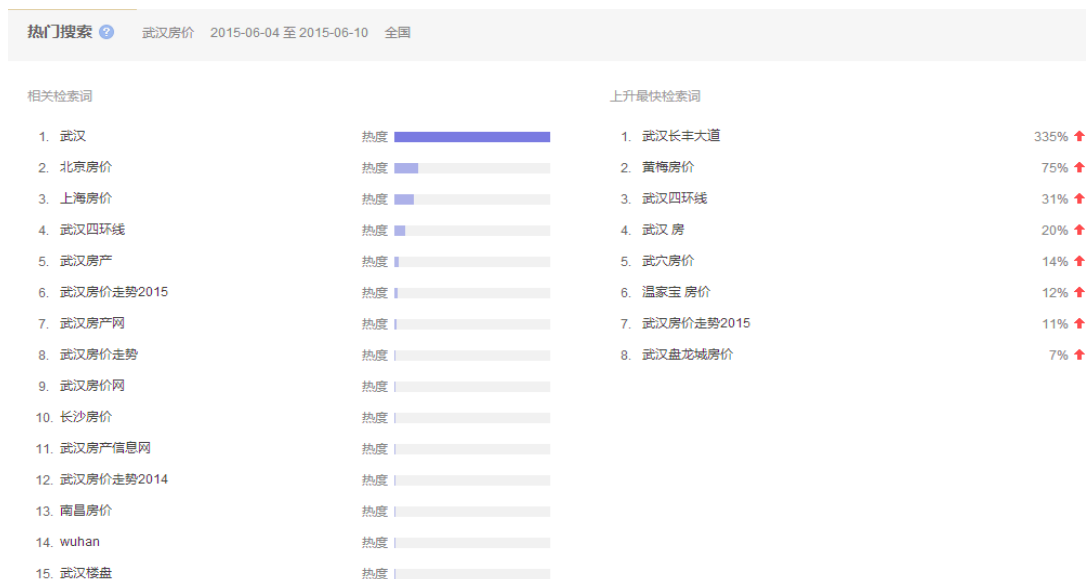 热门搜索 ? 武汉房价 2015-06-04 至 2015-06-10 全国
相关检索词
1. 武汉 热度
2. 北京房价 热度
3. 上海房价 热度
4. 武汉四环线 热度
5. 武汉房产 热度
6. 武汉房价走势2015 热度
7. 武汉房产网 热度
8. 武汉房价走势 热度
9. 武汉房价网 热度
10. 长沙房价 热度
11. 武汉房产信息网 热度
12. 武汉房价走势2014 热度
13. 南昌房价 热度
14. wuhan 热度
15. 武汉楼盘 热度
上升最快检索词
1. 武汉长丰大道 335%
2. 黄梅房价 75%
3. 武汉四环线 31%
4. 武汉 房 20%
5. 武穴房价 14%
6. 温家宝 房价 12%
7. 武汉房价走势2015 11%
8. 武汉盘龙城房价 7%